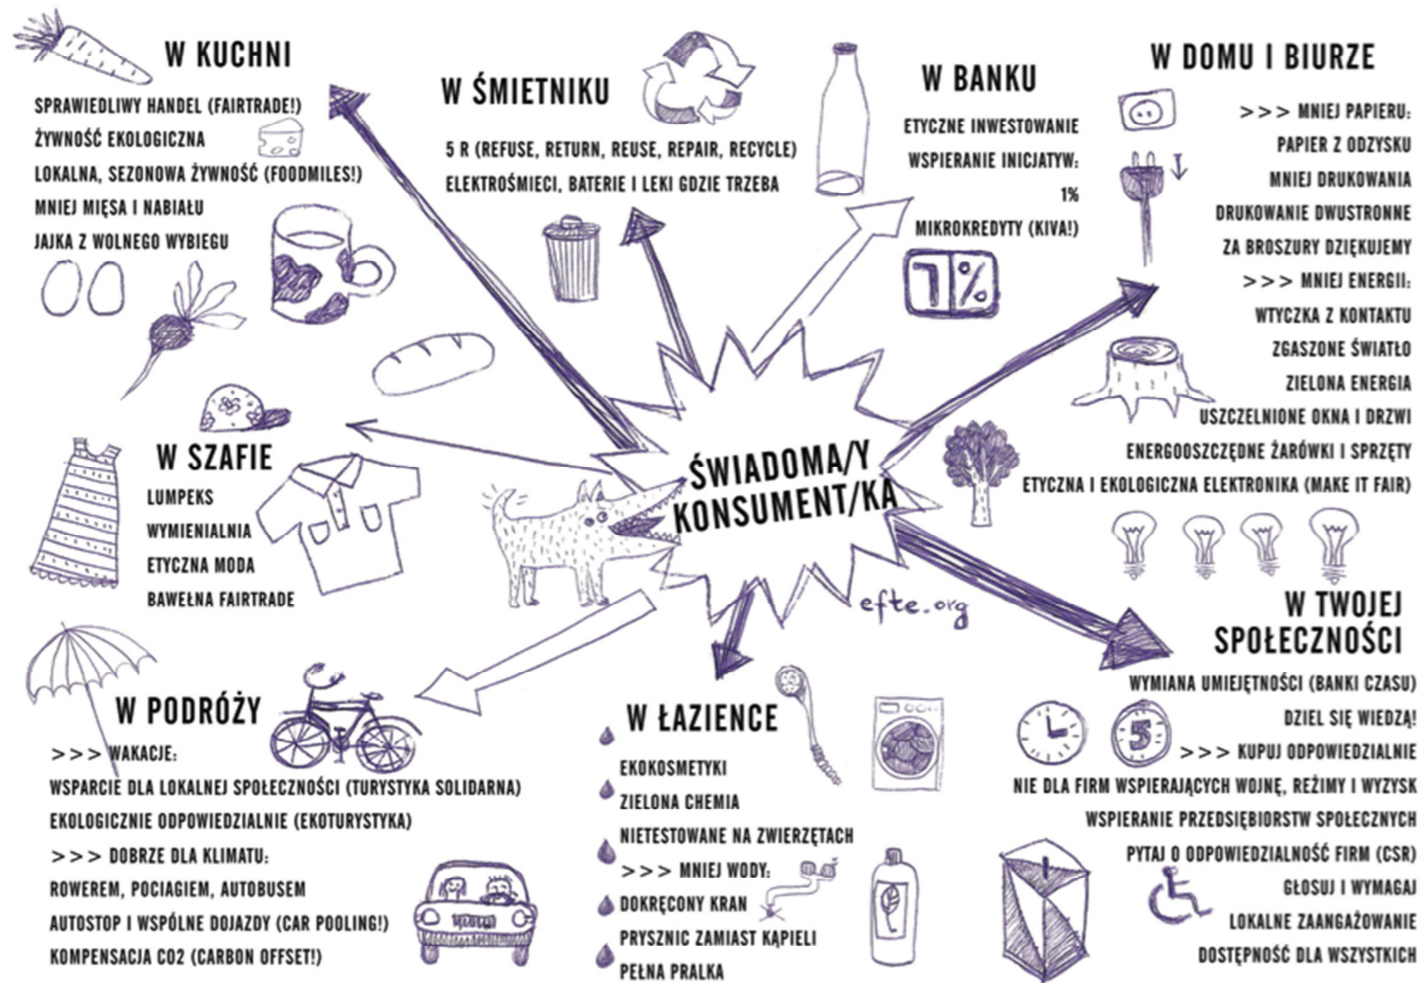 W KUCHNI
SPRAWIEDLIWY HANDEL (FAIRTRADE!)
ŻYWNOŚĆ EKOLOGICZNA
LOKALNA, SEZONOWA ŻYWNOŚĆ (FOODMILES!)
MNIEJ MIĘSA I NABIAŁU
JAJKA Z WOLNEGO WYBIEGU
W ŚMIETNIKU
5 R (REFUSE, RETURN, REUSE, REPAIR, RECYCLE)
ELEKTROŚMIECI, BATERIE I LEKI GDZIE TRZEBA
W BANKU
ETYCZNE INWESTOWANIE
WSPIERANIE INICJATYW:
1%
MIKROKREDYTY (KIVA!)
1%
W DOMU I BIURZE
>>> MNIEJ PAPIERU:
PAPIER Z ODZYSKU
MNIEJ DRUKOWANIA
DRUKOWANIE DWUSTRONNE
ZA BROSZURY DZIĘKUJEMY
>>> MNIEJ ENERGII:
WTYCZKA Z KONTAKTU
ZGASZONE ŚWIATŁO
ZIELONA ENERGIA
USZCZELNIONE OKNA I DRZWI
ENERGOOSZCZĘDNE ŻARÓWKI I SPRZĘTY
ETYCZNA I EKOLOGICZNA ELEKTRONIKA (MAKE IT FAIR)
W SZAFIE
LUMPEKS
WYMIENIALNIA
ETYCZNA MODA
BAWEŁNA FAIRTRADE
ŚWIADOMA/Y
KONSUMENT/KA
efte.org
W PODRÓŻY
>>> WAKACJE:
WSPARCIE DLA LOKALNEJ SPOŁECZNOŚCI (TURYSTYKA SOLIDARNA)
EKOLOGICZNIE ODPOWIEDZIALNIE (EKOTURYSTYKA)
>>> DOBRZE DLA KLIMATU:
ROWEREM, POCIAGIEM, AUTOBUSEM
AUTOSTOP I WSPÓLNE DOJAZDY (CAR POOLING!)
KOMPENSACJA CO2 (CARBON OFFSET!)
W ŁAZIENCE
EKOKOSMETYKI
ZIELONA CHEMIA
NIETESTOWANE NA ZWIERZĘTACH
>>> MNIEJ WODY:
DOKRĘCONY KRAN
PRYSZNIC ZAMIAST KĄPIELI
PEŁNA PRALKA
W TWOJEJ
SPOŁECZNOŚCI
WYMIANA UMIEJĘTNOŚCI (BANKI CZASU)
DZIEL SIĘ WIEDZĄ!
5
>>> KUPUJ ODPOWIEDZIALNIE
NIE DLA FIRM WSPIERAJĄCYCH WOJNĘ, REŻIMY I WYZYSK
WSPIERANIE PRZEDSIĘBIORSTW SPOŁECZNYCH
PYTAJ O ODPOWIEDZIALNOŚĆ FIRM (CSR)
GŁOSUJ I WYMAGAJ
LOKALNE ZAANGAŻOWANIE
DOSTĘPNOŚĆ DLA WSZYSTKICH